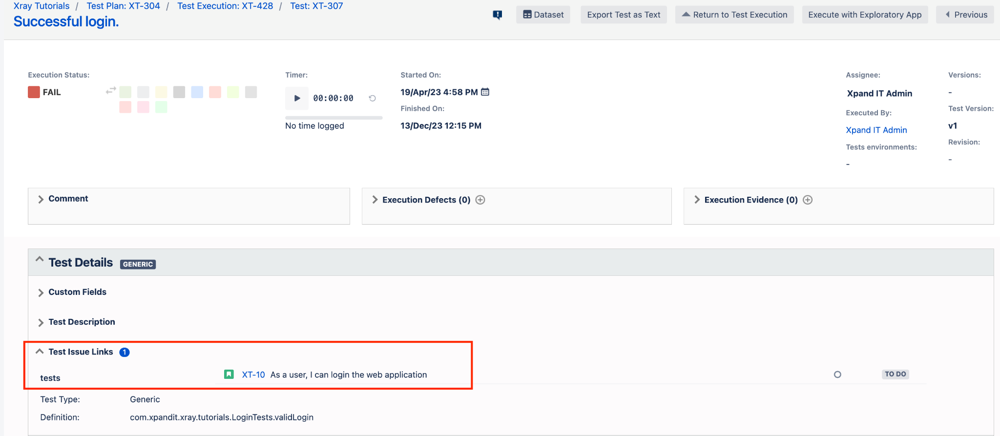 Xray Tutorials / Test Plan: XT-304 / Test Execution: XT-428 / Test: XT-307
Successful login.
Dataset Export Test as Text Return to Test Execution Execute with Exploratory App Previous
Execution Status:
FAIL
Timer:
00:00:00
No time logged
Started On:
19/Apr/23 4:58 PM
Finished On:
13/Dec/23 12:15 PM
Assignee:
Xpand IT Admin
Executed By:
Xpand IT Admin
Tests environments:
-
Versions:
-
Test Version:
v1
Revision:
-
Comment
Execution Defects (0)
Execution Evidence (0)
Test Details GENERIC
Custom Fields
Test Description
Test Issue Links 1
tests XT-10 As a user, I can login the web application TO DO
Test Type: Generic
Definition: com.xpandit.xray.tutorials.LoginTests.validLogin